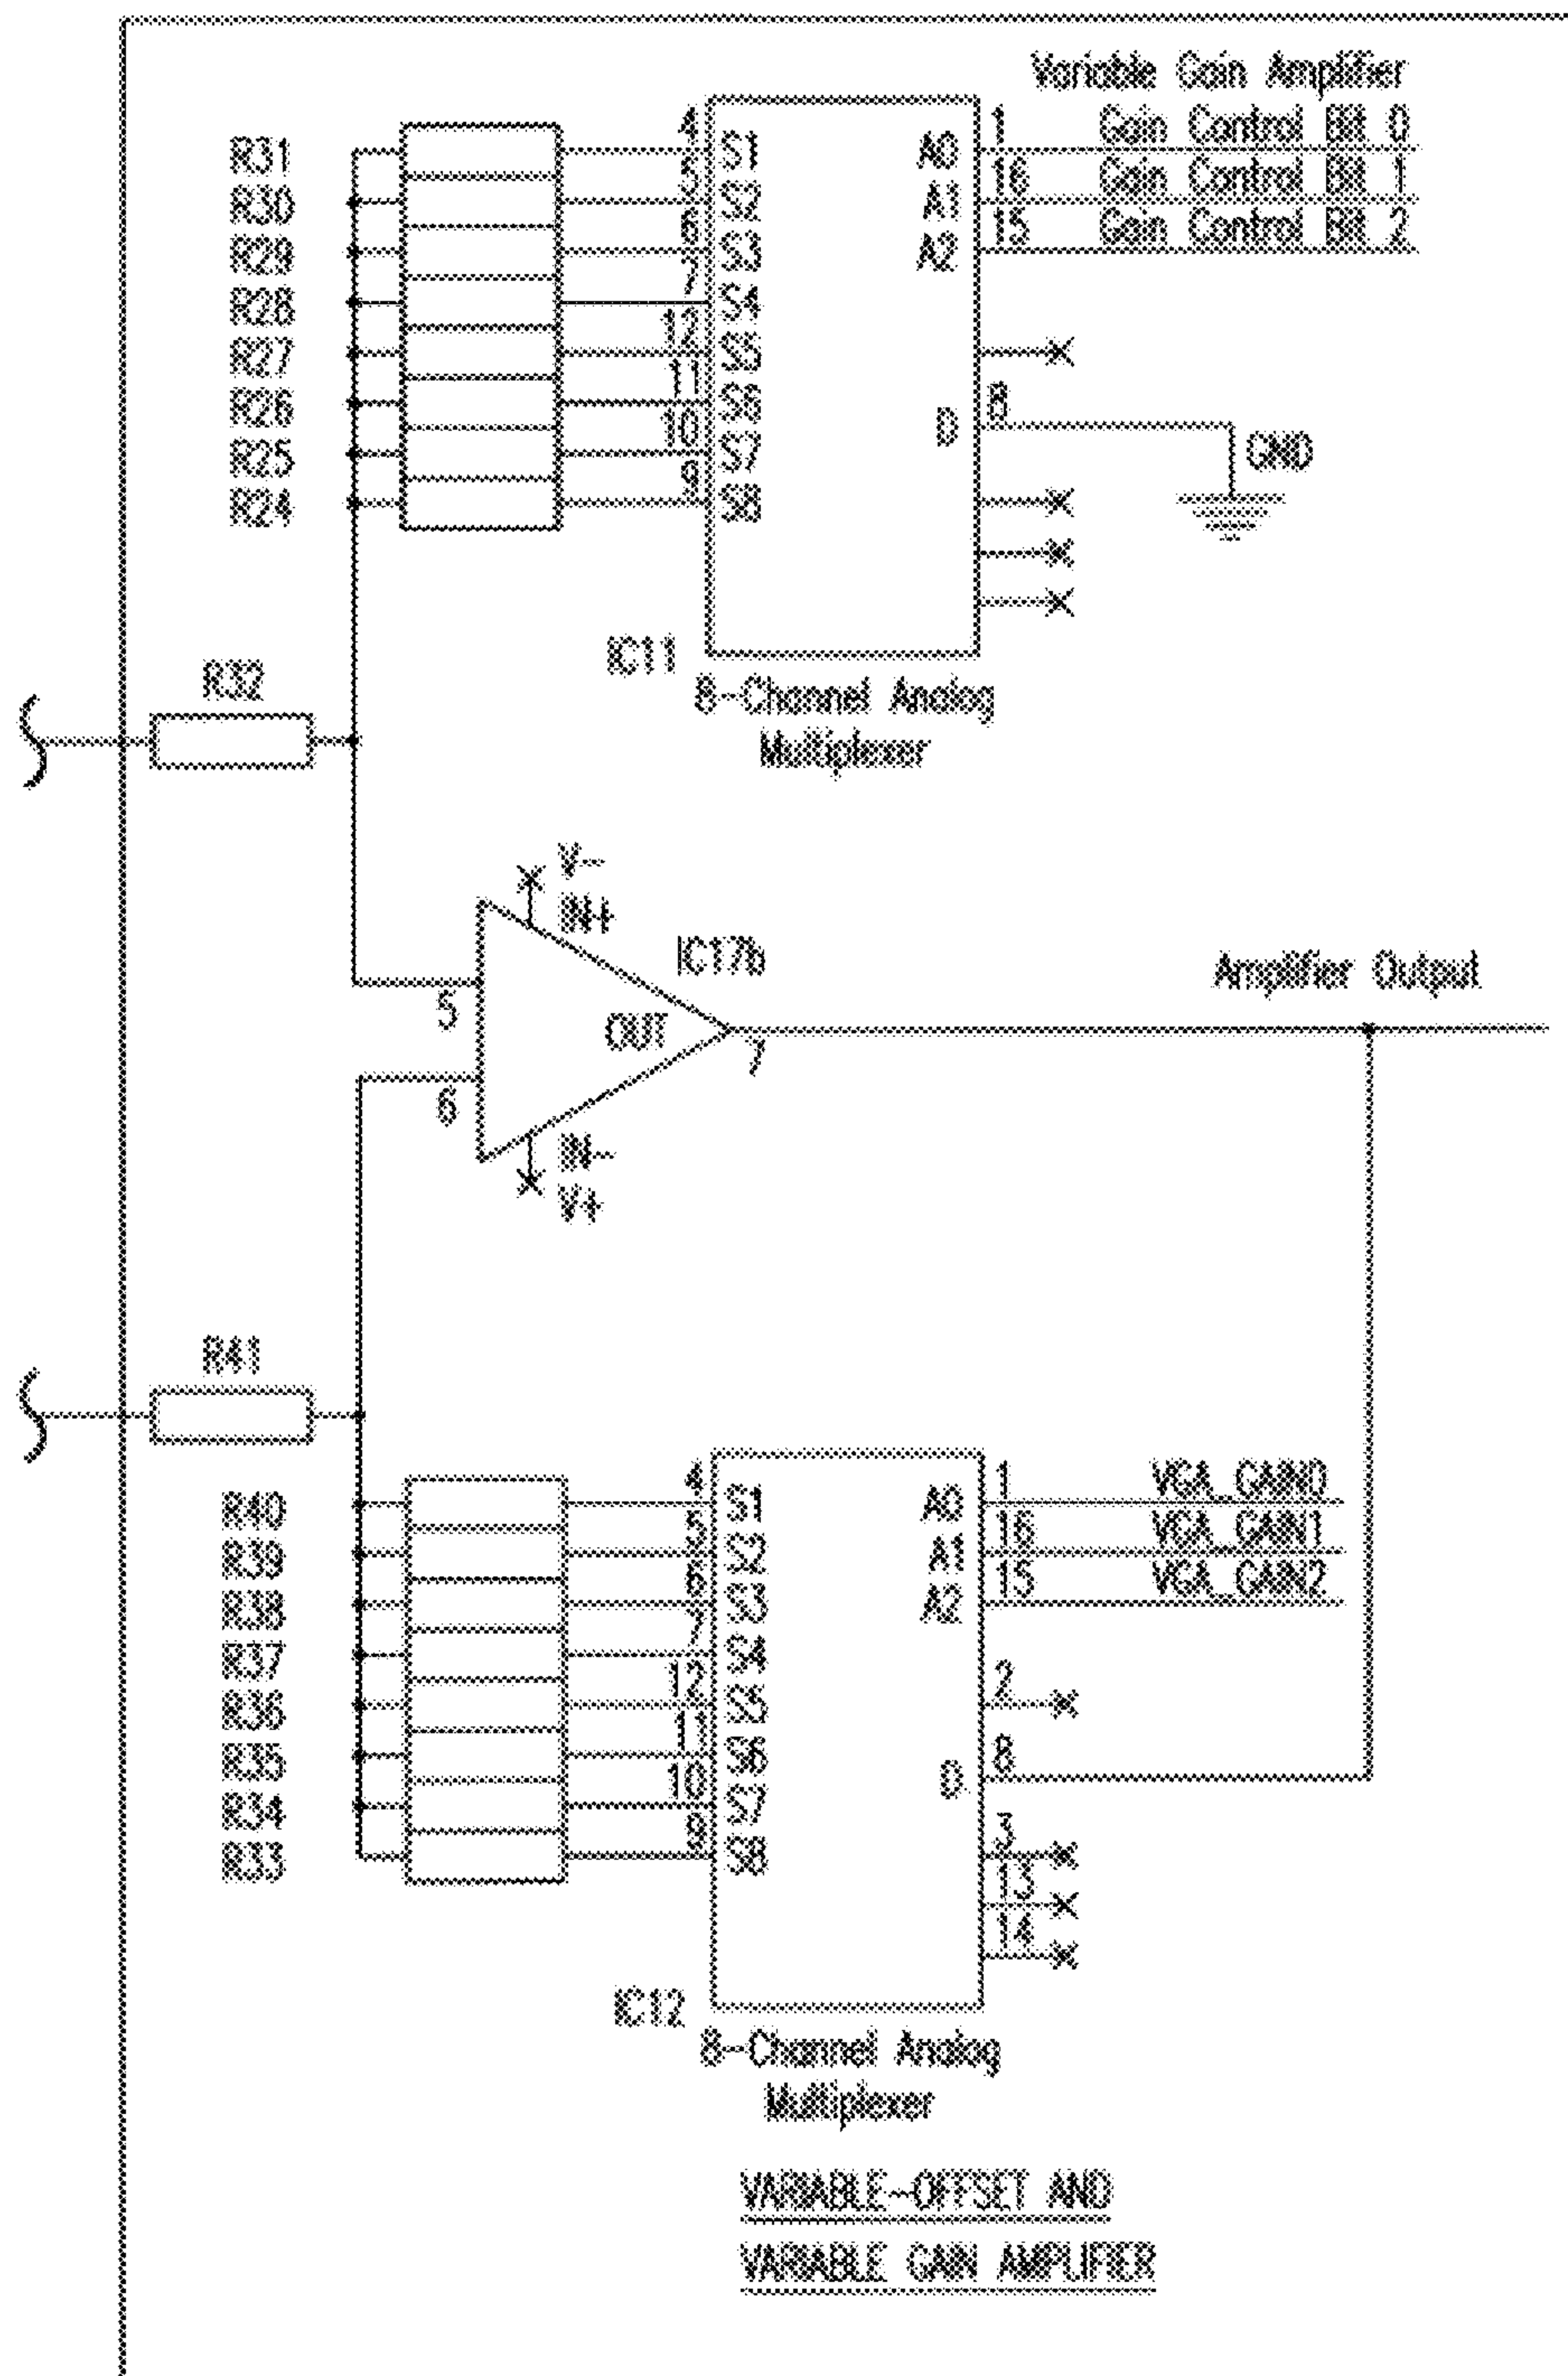 Variable Gain Amplifier
Gain Control Bit 0
Gain Control Bit 1
Gain Control Bit 2
R31
R30
R29
R28
R27
R26
R25
R24
4
5
6
7
12
11
10
9
S1
S2
S3
S4
S5
S6
S7
S8
A0
A1
A2
D
1
16
15
8
GND
IC11
8-Channel Analog
Multiplexer
R32
V-
IN+
IC17b
5
OUT
7
6
IN-
V+
Amplifier Output
R41
R40
R39
R38
R37
R36
R35
R34
R33
4
5
6
7
12
11
10
9
S1
S2
S3
S4
S5
S6
S7
S8
A0
A1
A2
D
1
16
15
2
8
3
13
14
VGA_GAIN0
VGA_GAIN1
VGA_GAIN2
IC12
8-Channel Analog
Multiplexer
VARIABLE-OFFSET AND
VARIABLE GAIN AMPLIFIER